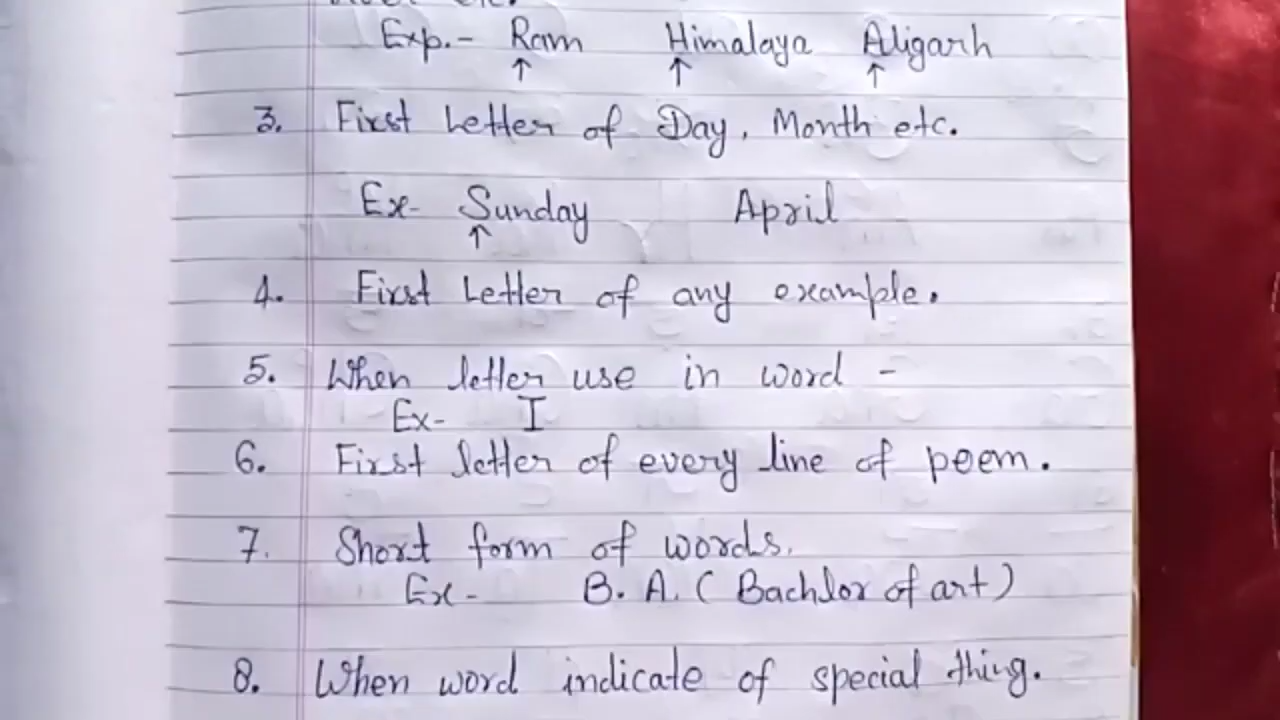 Exp.- Ram Himalaya Aligarh
↑ ↑ ↑
3. First Letter of Day, Month etc.
Ex- Sunday April
↑
4. First Letter of any example.
5. When letter use in word -
Ex- I
6. First letter of every line of poem.
7. Short form of words.
Ex- B. A. ( Bachlor of art )
8. When word indicate of special thing.